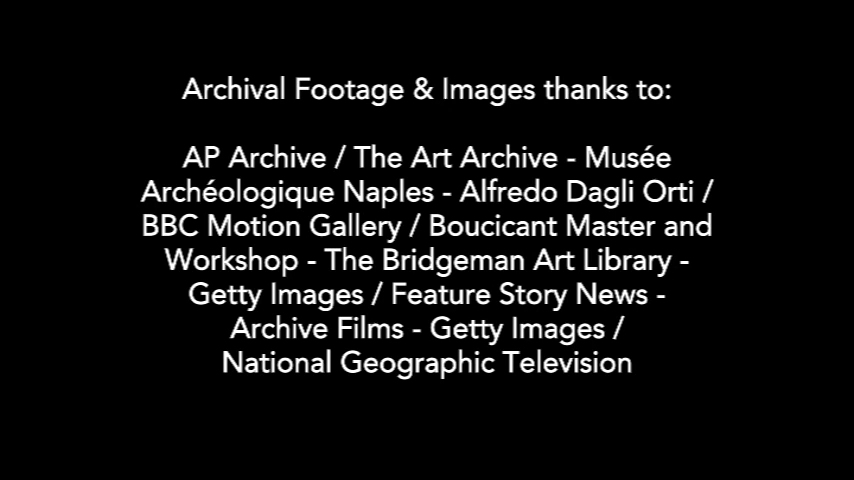 Archival Footage & Images thanks to:
AP Archive / The Art Archive - Musée
Archéologique Naples - Alfredo Dagli Orti /
BBC Motion Gallery / Boucicant Master and
Workshop - The Bridgeman Art Library -
Getty Images / Feature Story News -
Archive Films - Getty Images /
National Geographic Television